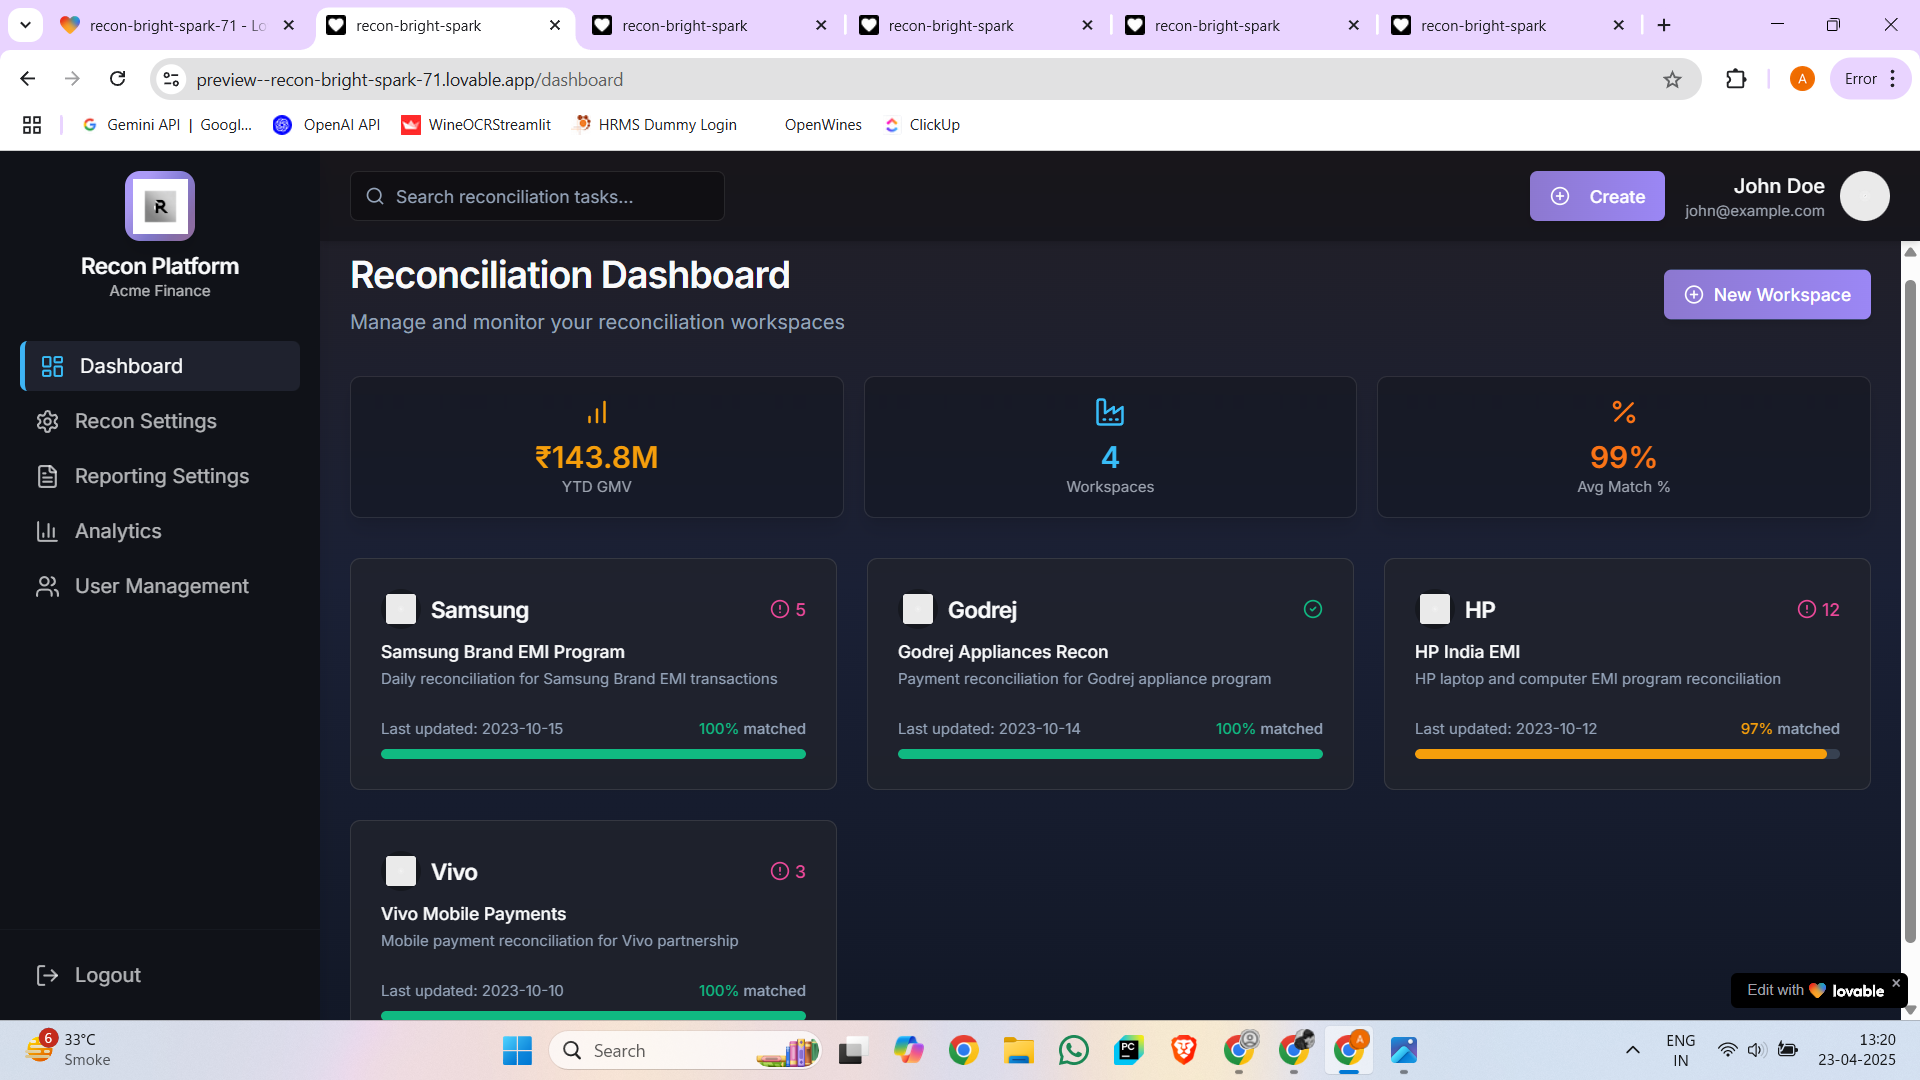 recon-bright-spark-71 - Lo
recon-bright-spark
recon-bright-spark
recon-bright-spark
recon-bright-spark
recon-bright-spark
preview--recon-bright-spark-71.lovable.app/dashboard
A
Error
Gemini API | Googl...
OpenAI API
WineOCRStreamlit
HRMS Dummy Login
OpenWines
ClickUp
R
Recon Platform
Acme Finance
Dashboard
Recon Settings
Reporting Settings
Analytics
User Management
Logout
Search reconciliation tasks...
Create
John Doe
john@example.com
Reconciliation Dashboard
Manage and monitor your reconciliation workspaces
New Workspace
₹143.8M
YTD GMV
4
Workspaces
99%
Avg Match %
Samsung
5
Samsung Brand EMI Program
Daily reconciliation for Samsung Brand EMI transactions
Last updated: 2023-10-15
100% matched
Godrej
Godrej Appliances Recon
Payment reconciliation for Godrej appliance program
Last updated: 2023-10-14
100% matched
HP
12
HP India EMI
HP laptop and computer EMI program reconciliation
Last updated: 2023-10-12
97% matched
Vivo
3
Vivo Mobile Payments
Mobile payment reconciliation for Vivo partnership
Last updated: 2023-10-10
100% matched
Edit with lovable
6
33°C
Smoke
Search
PC
A
ENG
IN
13:20
23-04-2025